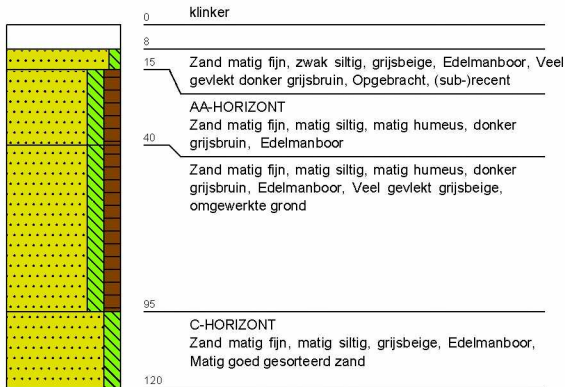 0
klinker
8
Zand matig fijn, zwak siltig, grijsbeige, Edelmanboor, Veel
15
gevlekt donker grijsbruin, Opgebracht, (sub-)recent
AA-HORIZONT
Zand matig fijn, matig siltig, matig humeus, donker
40
grijsbruin, Edelmanboor
Zand matig fijn, matig siltig, matig humeus, donker
grijsbruin, Edelmanboor, Veel gevlekt grijsbeige,
omgewerkte grond
95
C-HORIZONT
Zand matig fijn, matig siltig, grijsbeige, Edelmanboor,
Matig goed gesorteerd zand
120